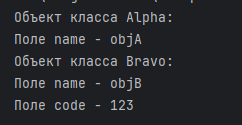 Объект класса Alpha:
Поле name - objA
Объект класса Bravo:
Поле name - objB
Поле code - 123